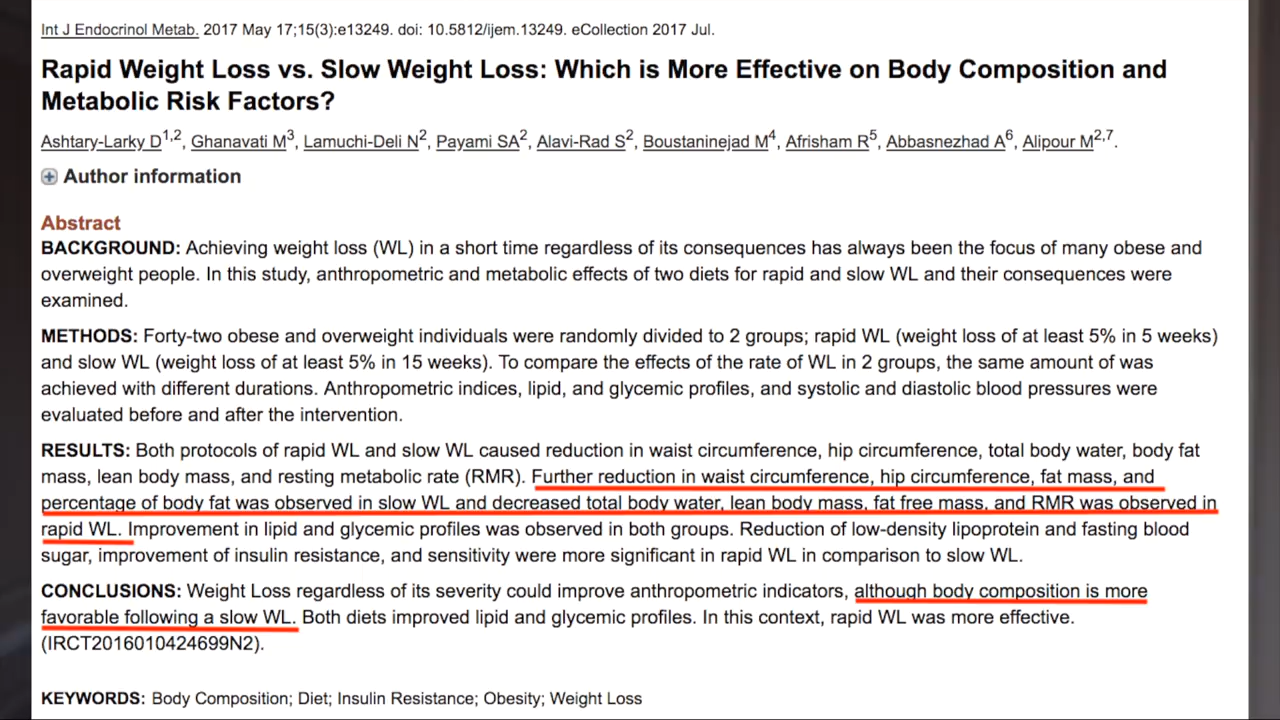 Int J Endocrinol Metab. 2017 May 17;15(3):e13249. doi: 10.5812/ijem.13249. eCollection 2017 Jul.
Rapid Weight Loss vs. Slow Weight Loss: Which is More Effective on Body Composition and
Metabolic Risk Factors?
Ashtary-Larky D1,2, Ghanavati M3, Lamuchi-Deli N2, Payami SA2, Alavi-Rad S2, Boustaninejad M4, Afrisham R5, Abbasnezhad A6, Alipour M2,7.
Author information
Abstract
BACKGROUND: Achieving weight loss (WL) in a short time regardless of its consequences has always been the focus of many obese and
overweight people. In this study, anthropometric and metabolic effects of two diets for rapid and slow WL and their consequences were
examined.
METHODS: Forty-two obese and overweight individuals were randomly divided to 2 groups; rapid WL (weight loss of at least 5% in 5 weeks)
and slow WL (weight loss of at least 5% in 15 weeks). To compare the effects of the rate of WL in 2 groups, the same amount of was
achieved with different durations. Anthropometric indices, lipid, and glycemic profiles, and systolic and diastolic blood pressures were
evaluated before and after the intervention.
RESULTS: Both protocols of rapid WL and slow WL caused reduction in waist circumference, hip circumference, total body water, body fat
mass, lean body mass, and resting metabolic rate (RMR). Further reduction in waist circumference, hip circumference, fat mass, and
percentage of body fat was observed in slow WL and decreased total body water, lean body mass, fat free mass, and RMR was observed in
rapid WL. Improvement in lipid and glycemic profiles was observed in both groups. Reduction of low-density lipoprotein and fasting blood
sugar, improvement of insulin resistance, and sensitivity were more significant in rapid WL in comparison to slow WL.
CONCLUSIONS: Weight Loss regardless of its severity could improve anthropometric indicators, although body composition is more
favorable following a slow WL. Both diets improved lipid and glycemic profiles. In this context, rapid WL was more effective.
(IRCT2016010424699N2).
KEYWORDS: Body Composition; Diet; Insulin Resistance; Obesity; Weight Loss